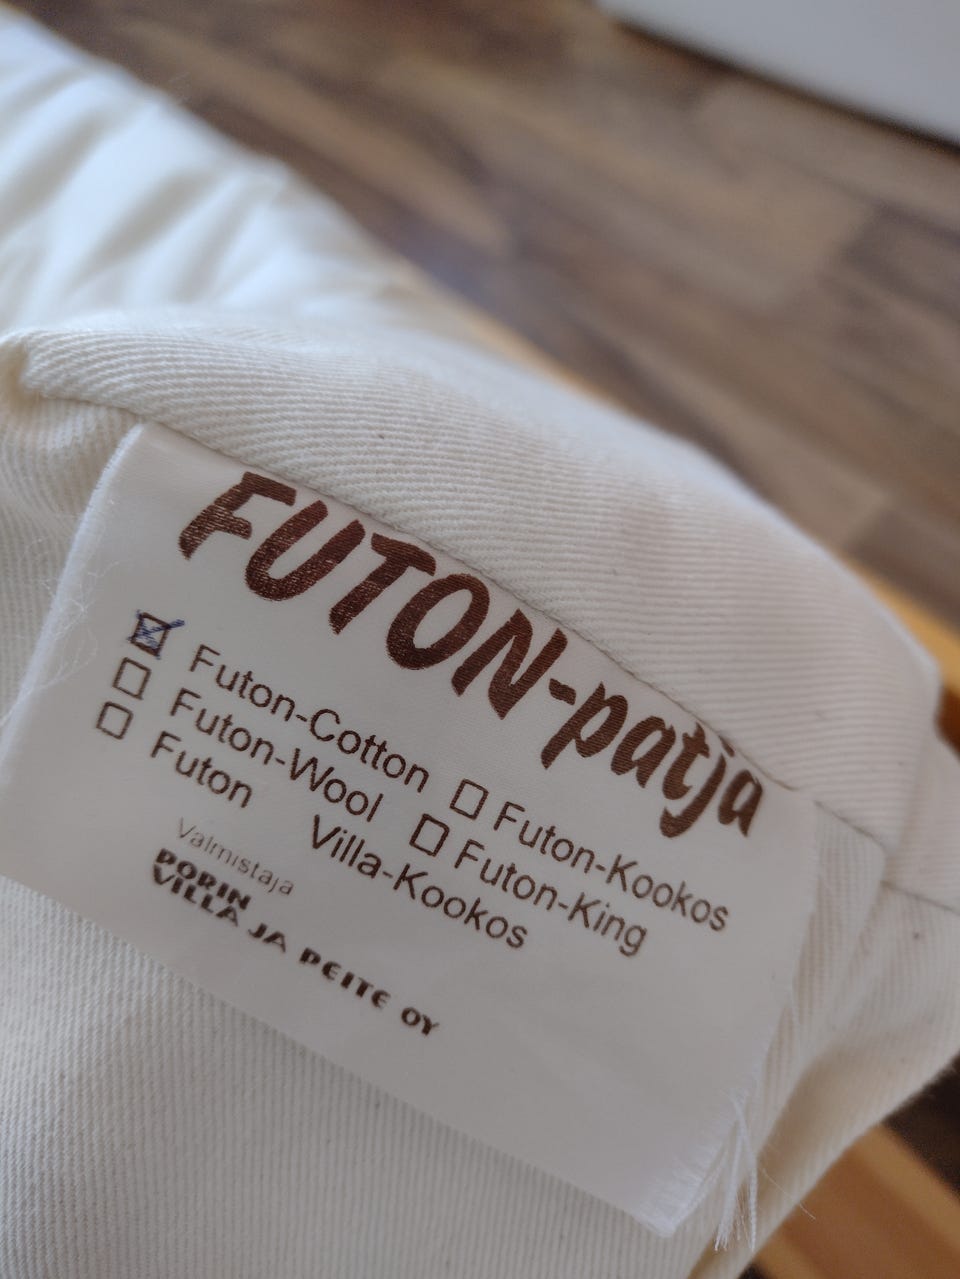 FUTON-patja
☒ Futon-Cotton ☐ Futon-Kookos
☐ Futon-Wool ☐ Futon-King
☐ Futon Villa-Kookos
Valmistaja
PORIN
VILLA JA PEITE OY